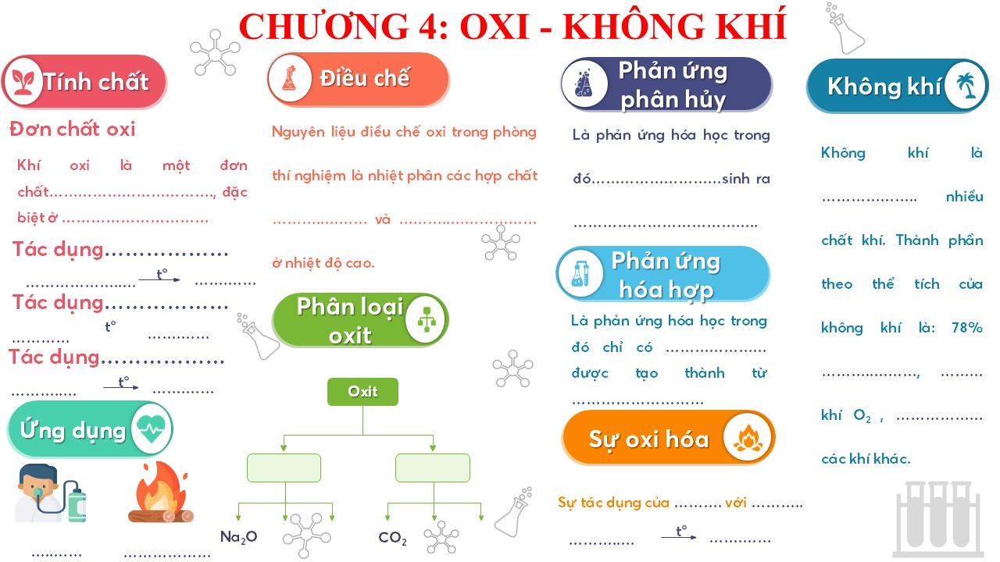 CHƯƠNG 4: OXI - KHÔNG KHÍ
Tính chất
Đơn chất oxi
Khí oxi là một đơn
chất……………………………., đặc
biệt ở …………………………
Tác dụng………………
…………………..… t° ………….
Tác dụng………………
………… t° ………….
Tác dụng………………
…………... t° ………….
Ứng dụng
………… ………………
Điều chế
Nguyên liệu điều chế oxi trong phòng
thí nghiệm là nhiệt phân các hợp chất
……………… và ………………………
ở nhiệt độ cao.
Phân loại
oxit
Oxit
Na₂O
CO₂
Phản ứng
phân hủy
Là phản ứng hóa học trong
đó………………………sinh ra
………………………………..
Phản ứng
hóa hợp
Là phản ứng hóa học trong
đó chỉ có …………………
được tạo thành từ
………………………
Sự oxi hóa
Sự tác dụng của ………. với ………..
………….. t° ………….
Không khí
Không khí là
……………….. nhiều
chất khí. Thành phần
theo thể tích của
không khí là: 78%
………………, ………
khí O₂ , ………………
các khí khác.